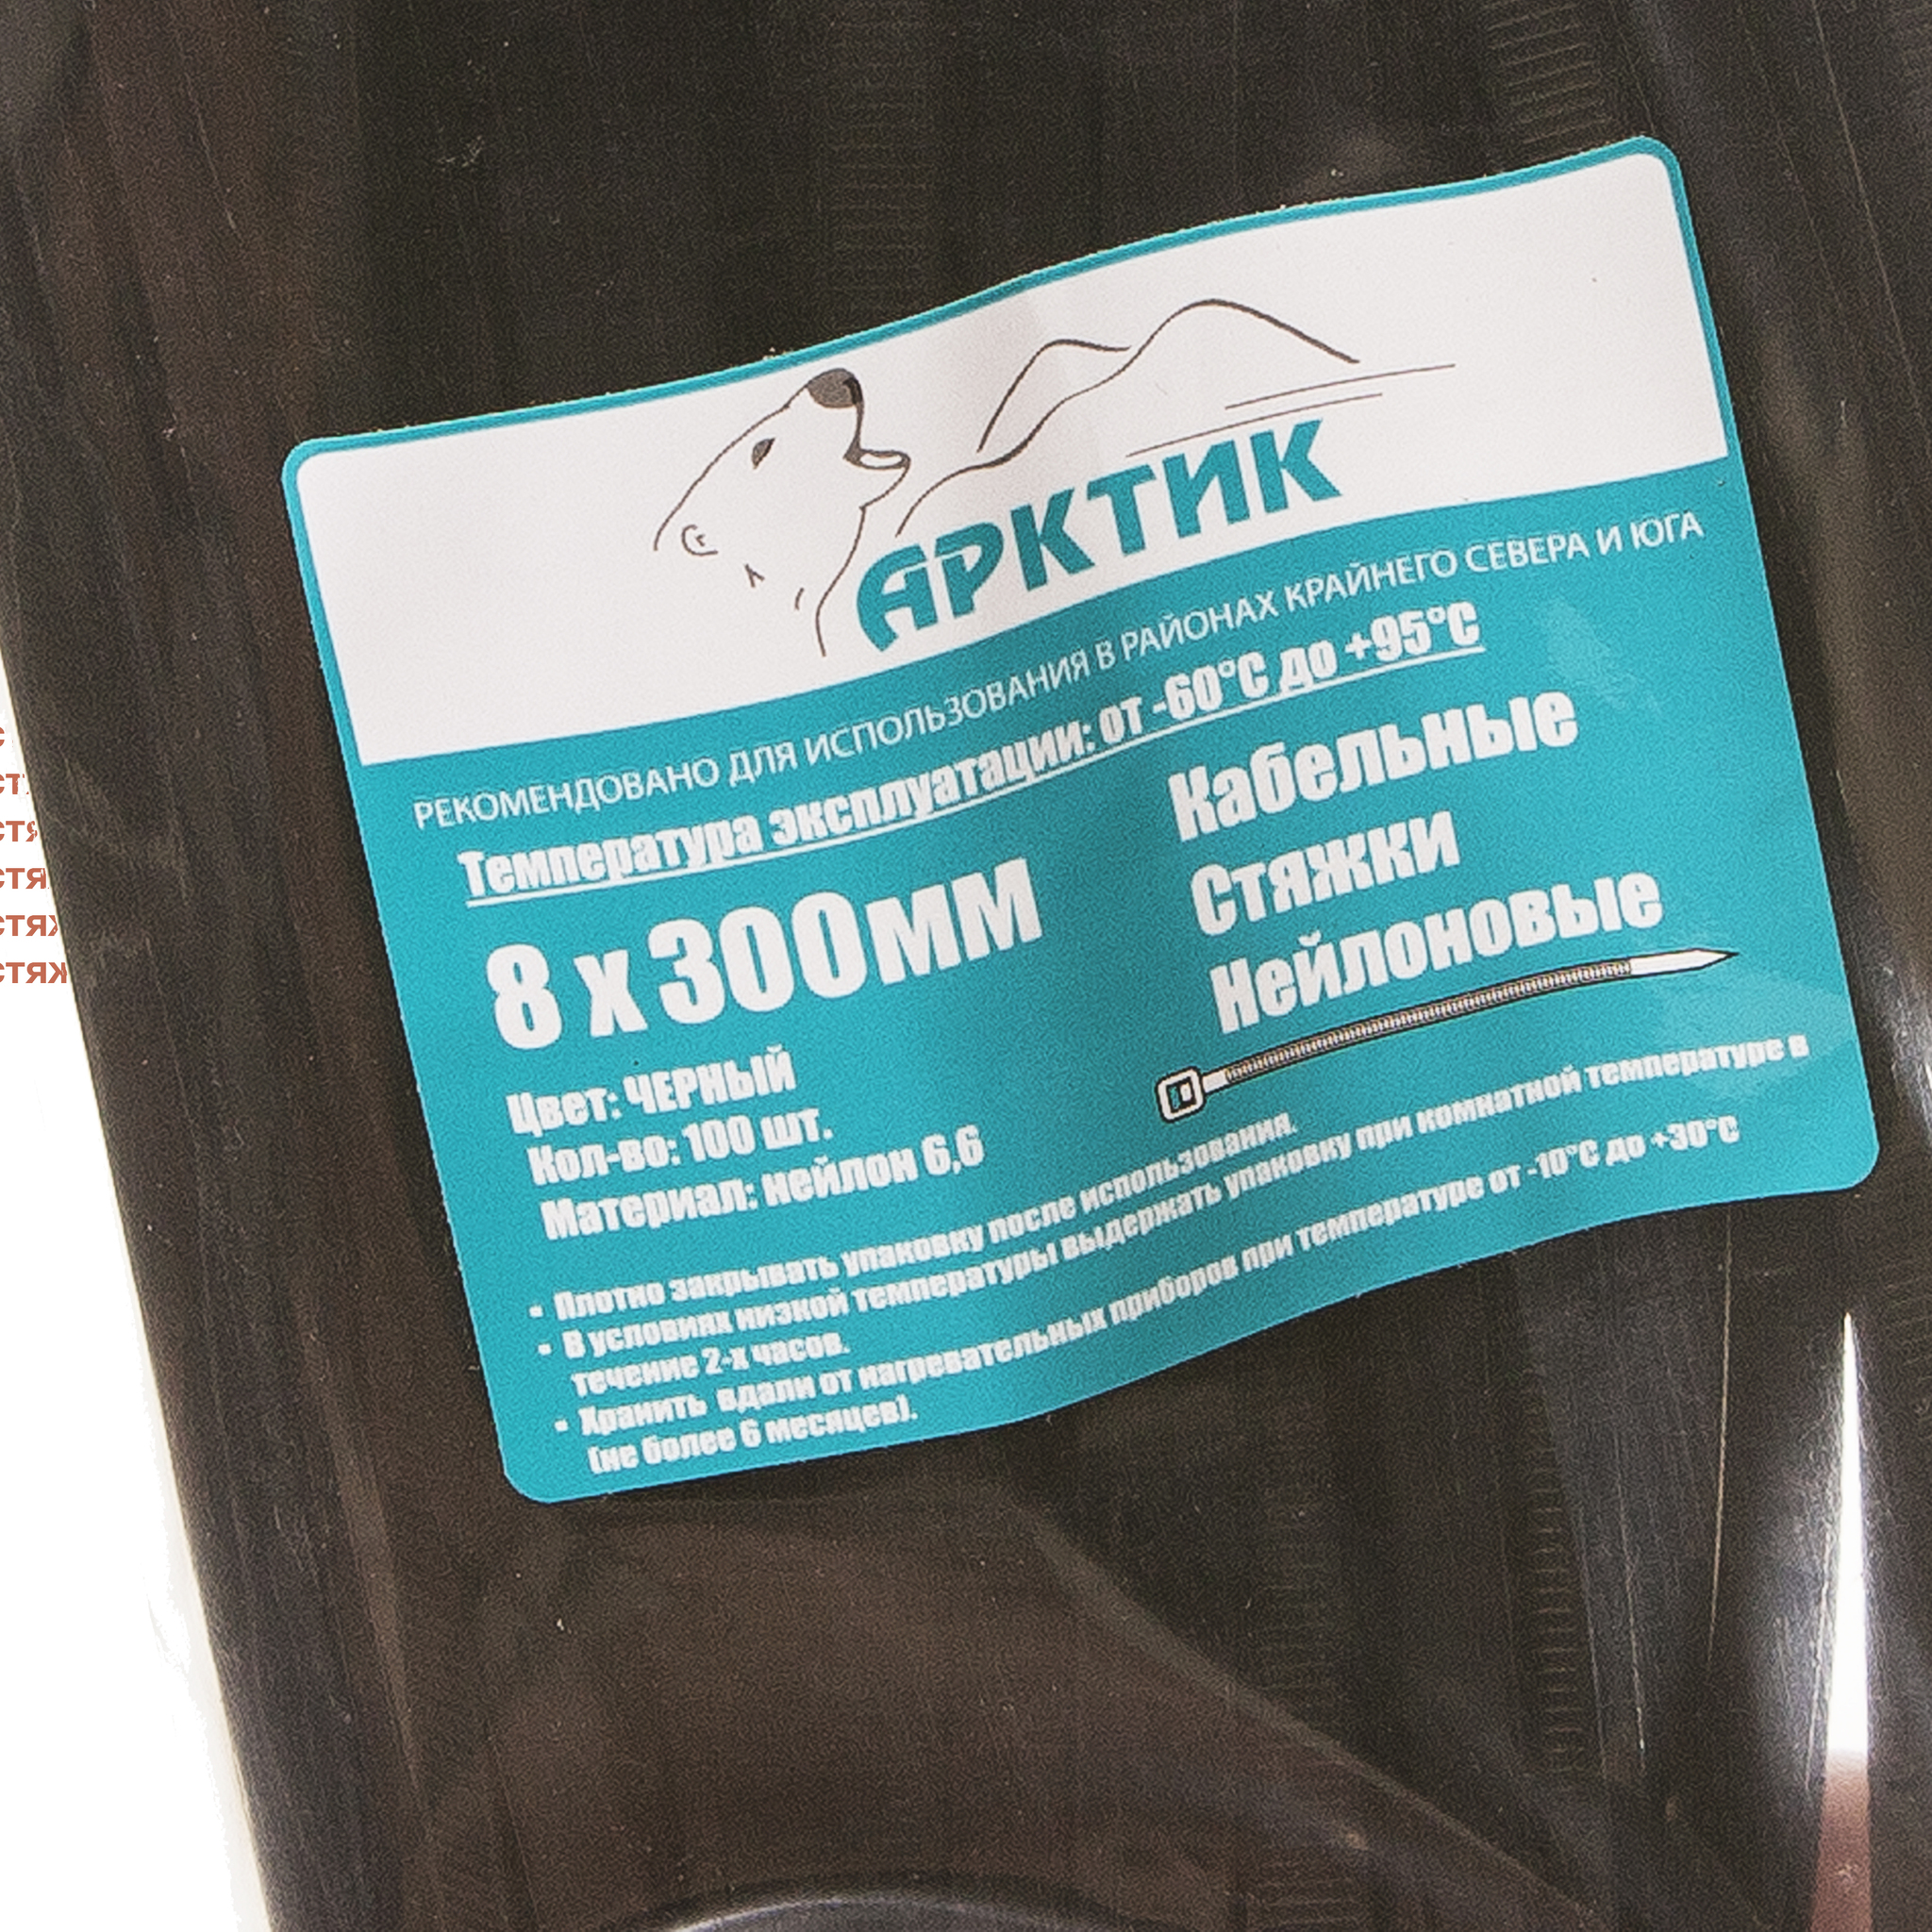 АРКТИК
РЕКОМЕНДОВАНО ДЛЯ ИСПОЛЬЗОВАНИЯ В РАЙОНАХ КРАЙНЕГО СЕВЕРА И ЮГА
Температура эксплуатации: от -60°C до +95°C
8 х 300мм
Кабельные
Стяжки
Нейлоновые
Цвет: ЧЕРНЫЙ
Кол-во: 100 шт.
Материал: нейлон 6,6
• Плотно закрывать упаковку после использования.
• В условиях низкой температуры выдержать упаковку при комнатной температуре в
течение 2-х часов.
• Хранить вдали от нагревательных приборов при температуре от -10°C до +30°C
(не более 6 месяцев).